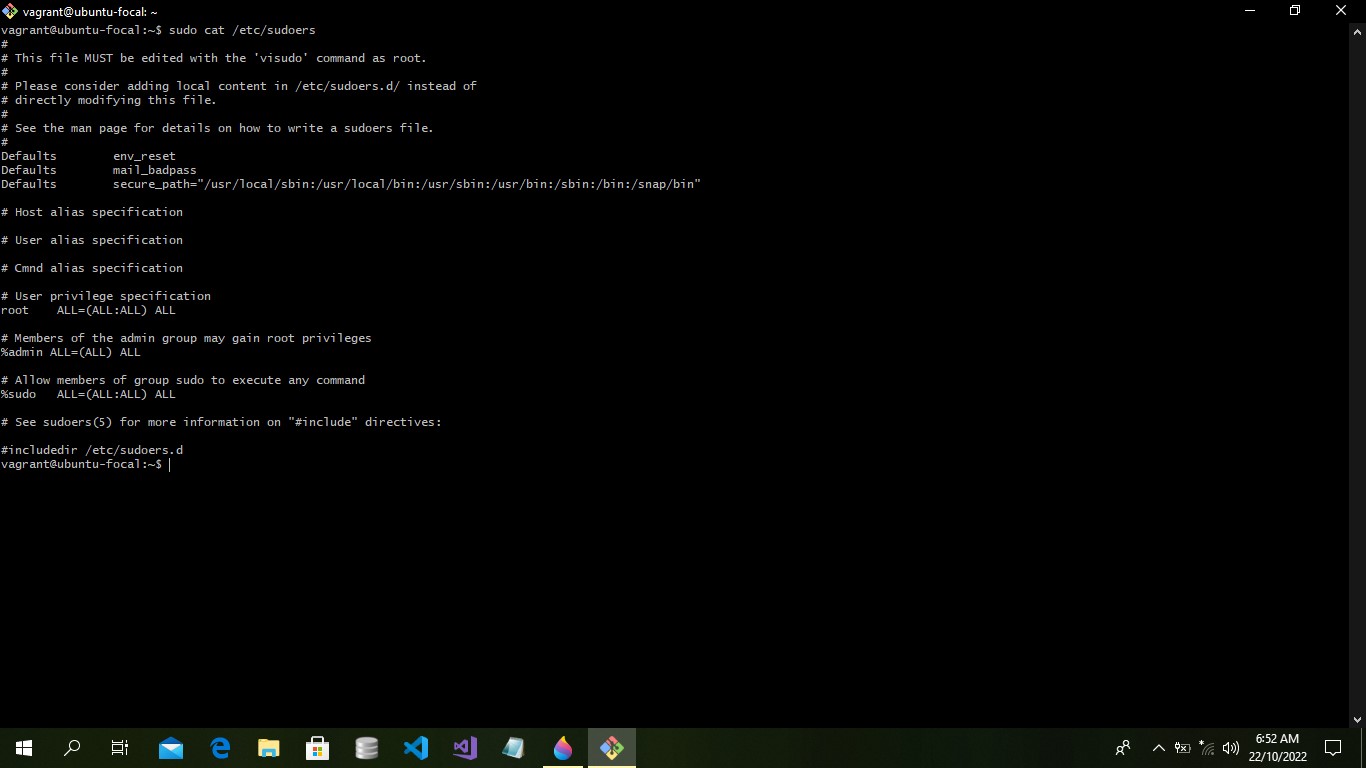 vagrant@ubuntu-focal: ~
vagrant@ubuntu-focal:~$ sudo cat /etc/sudoers
#
# This file MUST be edited with the 'visudo' command as root.
#
# Please consider adding local content in /etc/sudoers.d/ instead of
# directly modifying this file.
#
# See the man page for details on how to write a sudoers file.
#
Defaults        env_reset
Defaults        mail_badpass
Defaults        secure_path="/usr/local/sbin:/usr/local/bin:/usr/sbin:/usr/bin:/sbin:/bin:/snap/bin"
# Host alias specification
# User alias specification
# Cmnd alias specification
# User privilege specification
root    ALL=(ALL:ALL) ALL
# Members of the admin group may gain root privileges
%admin ALL=(ALL) ALL
# Allow members of group sudo to execute any command
%sudo   ALL=(ALL:ALL) ALL
# See sudoers(5) for more information on "#include" directives:
#includedir /etc/sudoers.d
vagrant@ubuntu-focal:~$
6:52 AM
22/10/2022